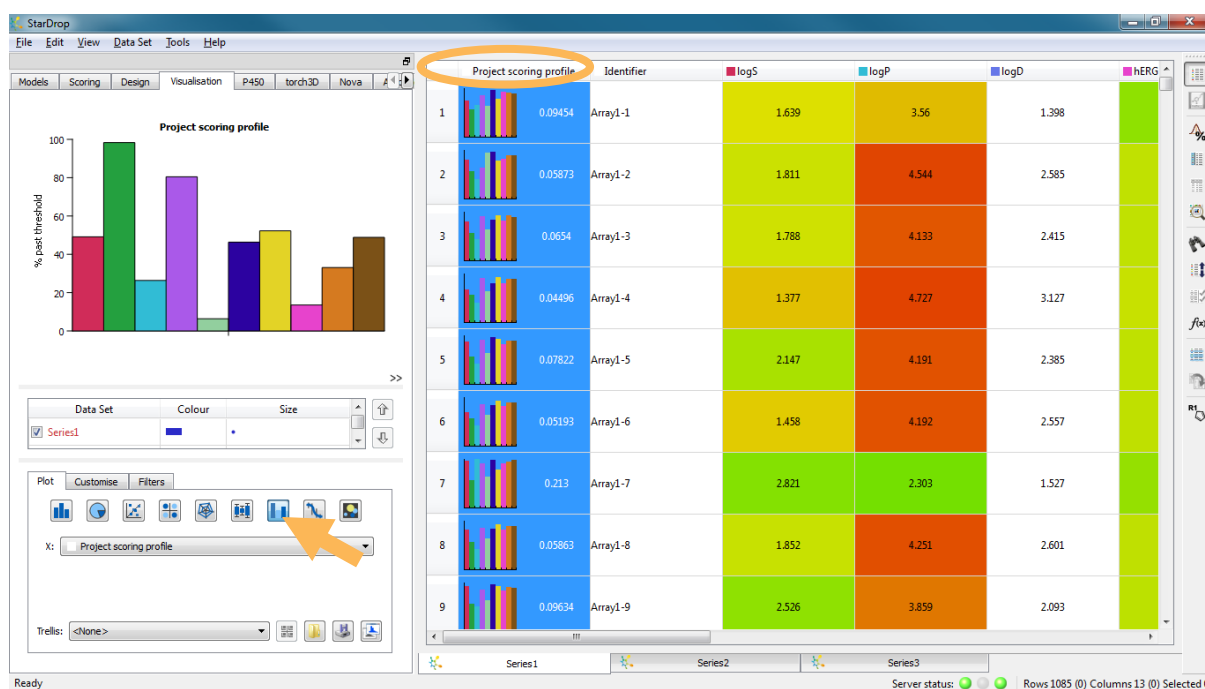 StarDrop
File Edit View Data Set Tools Help
Models Scoring Design Visualisation P450 torch3D Nova
Project scoring profile
% past threshold
100
80
60
40
20
0
>>
Data Set Colour Size
Series1
Plot Customise Filters
X: Project scoring profile
Trellis: <None>
Project scoring profile Identifier logS logP logD hERG
1 0.09454 Array1-1 1.639 3.56 1.398
2 0.05873 Array1-2 1.811 4.544 2.585
3 0.0654 Array1-3 1.788 4.133 2.415
4 0.04496 Array1-4 1.377 4.727 3.127
5 0.07822 Array1-5 2.147 4.191 2.385
6 0.05193 Array1-6 1.458 4.192 2.557
7 0.213 Array1-7 2.821 2.303 1.527
8 0.05863 Array1-8 1.852 4.251 2.601
9 0.09634 Array1-9 2.526 3.859 2.093
%
f(x)
R1
Series1 Series2 Series3
Ready
Server status: Rows 1085 (0) Columns 13 (0) Selected